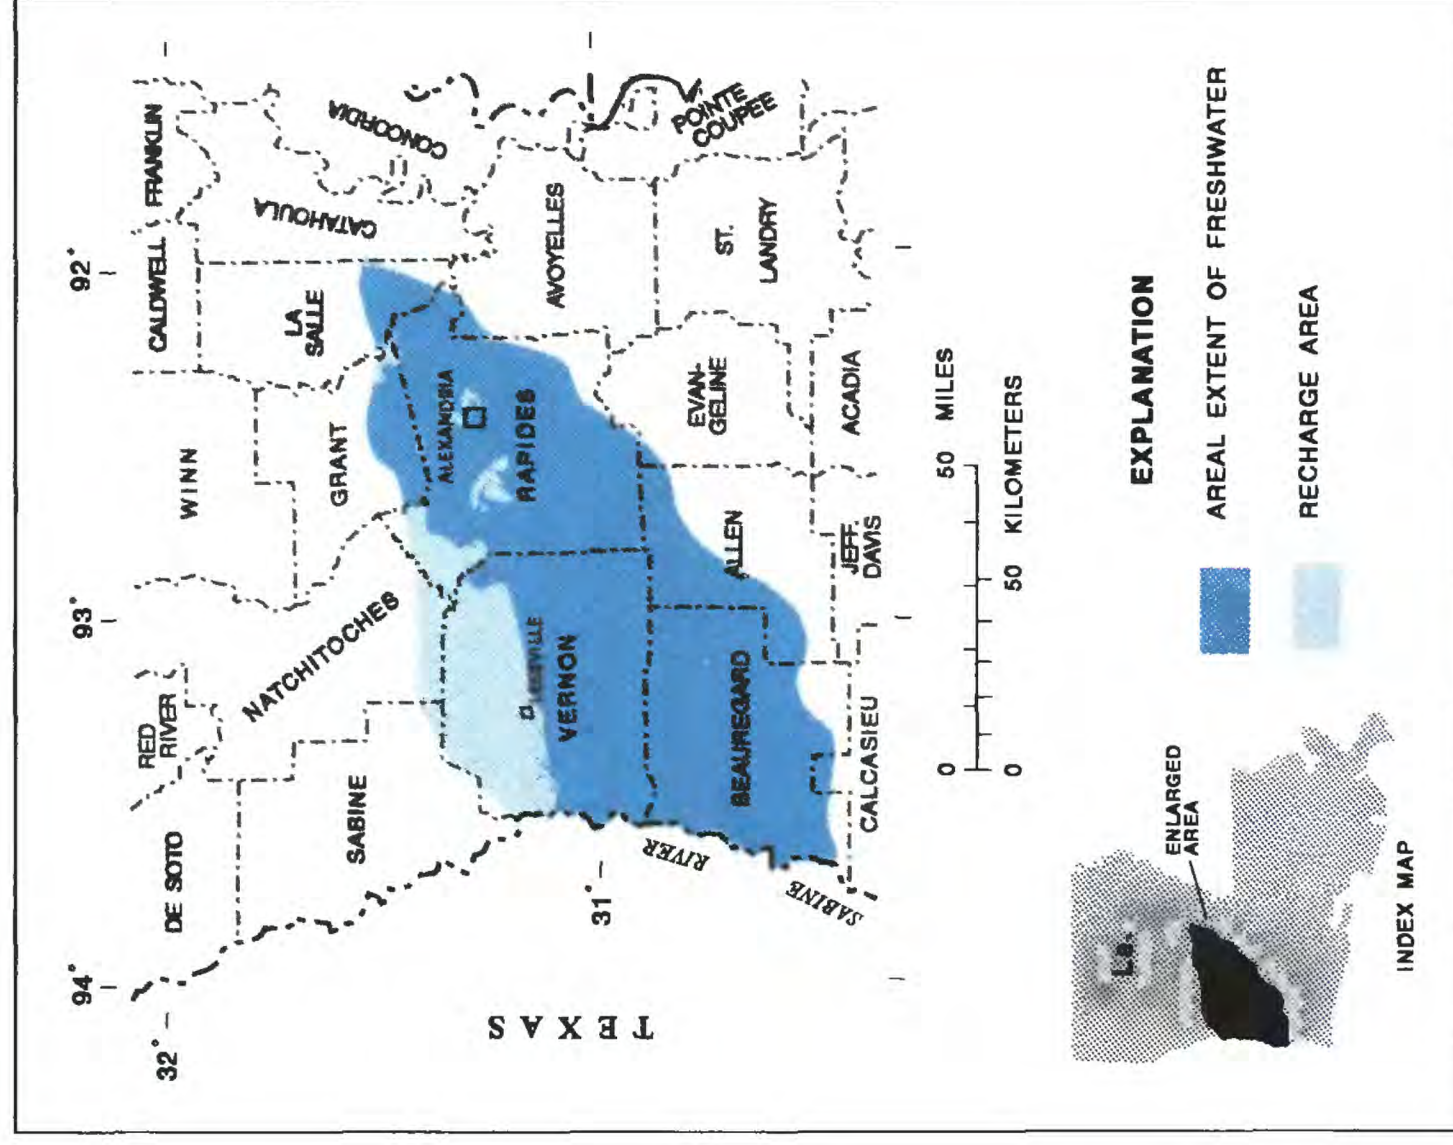 94°
93°
92°
32°
31°
DE SOTO
RED
RIVER
WINN
CALDWELL
FRANKLIN
NATCHITOCHES
SABINE
GRANT
LA
SALLE
CATAHOULA
CONCORDIA
ALEXANDRIA
RAPIDES
AVOYELLES
LEESVILLE
VERNON
POINTE
COUPEE
BEAUREGARD
ALLEN
EVAN-
GELINE
ST.
LANDRY
CALCASIEU
JEFF.
DAVIS
ACADIA
TEXAS
SABINE
RIVER
0
50 MILES
0
50 KILOMETERS
EXPLANATION
AREAL EXTENT OF FRESHWATER
RECHARGE AREA
La.
ENLARGED
AREA
INDEX MAP